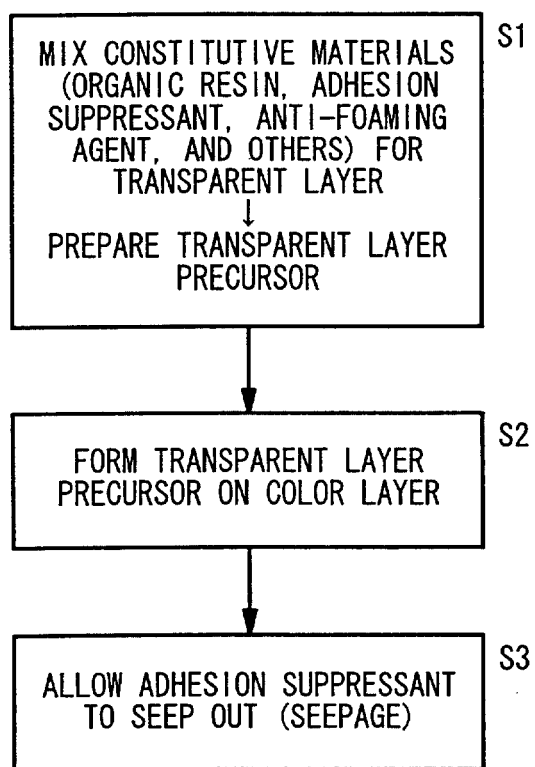 S1
MIX CONSTITUTIVE MATERIALS
(ORGANIC RESIN, ADHESION
SUPPRESSANT, ANTI-FOAMING
AGENT, AND OTHERS) FOR
TRANSPARENT LAYER
↓
PREPARE TRANSPARENT LAYER
PRECURSOR
S2
FORM TRANSPARENT LAYER
PRECURSOR ON COLOR LAYER
S3
ALLOW ADHESION SUPPRESSANT
TO SEEP OUT (SEEPAGE)